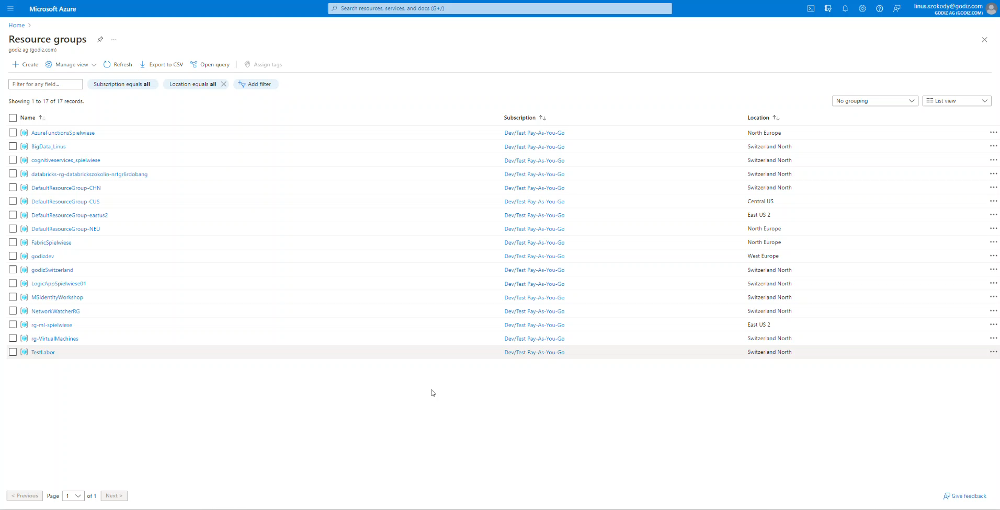 Microsoft Azure
Search resources, services, and docs (G+/)
linus.szokody@godiz.com
GODIZ AG (GODIZ.COM)
Home
Resource groups
godiz ag (godiz.com)
Create Manage view Refresh Export to CSV Open query Assign tags
Filter for any field... Subscription equals all Location equals all Add filter
Showing 1 to 17 of 17 records. No grouping List view
Name Subscription Location
AzureFunctionsSpielwiese Dev/Test Pay-As-You-Go North Europe
BigData_Linus Dev/Test Pay-As-You-Go Switzerland North
cognitiveservices_spielwiese Dev/Test Pay-As-You-Go Switzerland North
databricks-rg-databrickszokolin-nrtgr6rdobang Dev/Test Pay-As-You-Go Switzerland North
DefaultResourceGroup-CHN Dev/Test Pay-As-You-Go Switzerland North
DefaultResourceGroup-CUS Dev/Test Pay-As-You-Go Central US
DefaultResourceGroup-eastus2 Dev/Test Pay-As-You-Go East US 2
DefaultResourceGroup-NEU Dev/Test Pay-As-You-Go North Europe
FabricSpielwiese Dev/Test Pay-As-You-Go North Europe
godizdev Dev/Test Pay-As-You-Go West Europe
godizSwitzerland Dev/Test Pay-As-You-Go Switzerland North
LogicAppSpielwiese01 Dev/Test Pay-As-You-Go Switzerland North
MSIdentityWorkshop Dev/Test Pay-As-You-Go Switzerland North
NetworkWatcherRG Dev/Test Pay-As-You-Go Switzerland North
rg-ml-spielwiese Dev/Test Pay-As-You-Go East US 2
rg-VirtualMachines Dev/Test Pay-As-You-Go Switzerland North
TestLabor Dev/Test Pay-As-You-Go Switzerland North
< Previous Page 1 of 1 Next > Give feedback